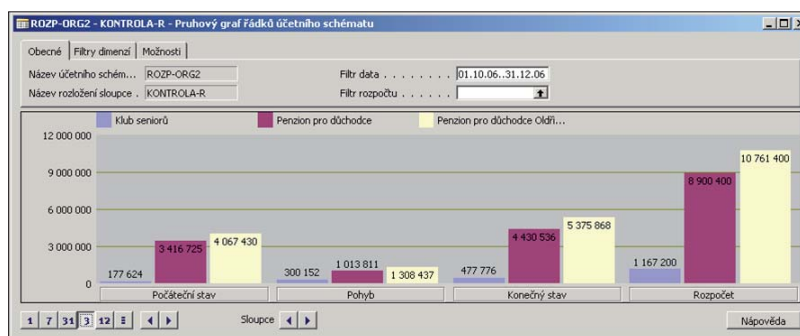 ROZP-ORG2 - KONTROLA-R - Pruhový graf řádků účetního schématu
Obecné Filtry dimenzí Možnosti
Název účetního schém... ROZP-ORG2 Filtr data . . . . . . . . 01.10.06..31.12.06
Název rozložení sloupce . KONTROLA-R Filtr rozpočtu . . . . . .
Klub seniorů Penzion pro důchodce Penzion pro důchodce Oldři...
12 000 000
9 000 000
6 000 000
3 000 000
0
177 624 3 416 725 4 067 430
300 152 1 013 811 1 308 437
477 776 4 430 536 5 375 868
1 167 200 8 900 400 10 761 400
Počáteční stav Pohyb Konečný stav Rozpočet
1 7 31 3 12 Sloupce Nápověda